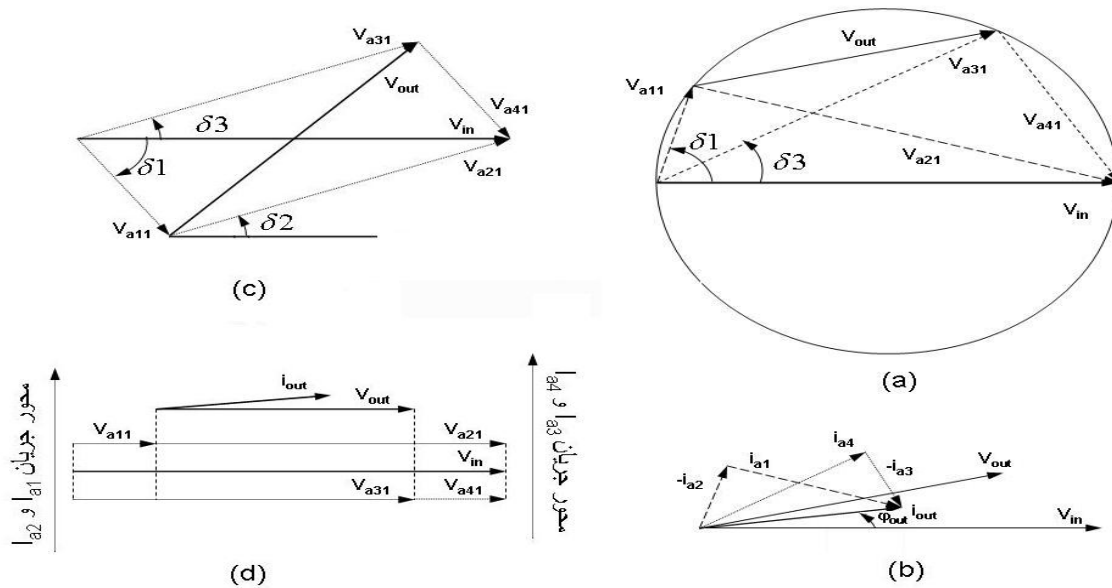 V_a31
V_out
V_a41
δ3
V_in
δ1
V_a21
V_a11
δ2
(c)
V_out
V_a31
V_a11
V_a41
δ1
δ3
V_a21
V_in
(a)
محور جریان I_a1 و I_a2
i_out
V_out
V_a11
V_a21
V_in
V_a31
V_a41
(d)
محور جریان I_a3 و I_a4
i_a4
i_a1
-i_a3
V_out
-i_a2
i_out
φ_out
V_in
(b)